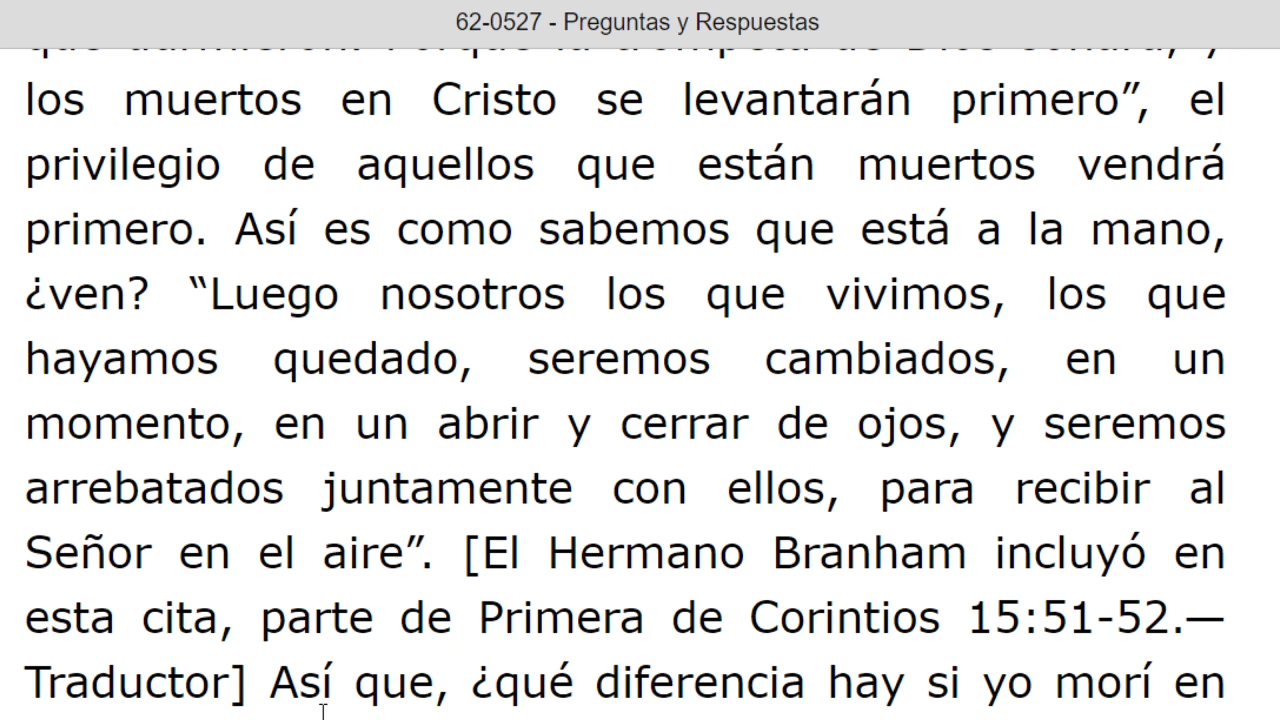 62-0527 - Preguntas y Respuestas
los muertos en Cristo se levantarán primero”, el
privilegio de aquellos que están muertos vendrá
primero. Así es como sabemos que está a la mano,
¿ven? “Luego nosotros los que vivimos, los que
hayamos quedado, seremos cambiados, en un
momento, en un abrir y cerrar de ojos, y seremos
arrebatados juntamente con ellos, para recibir al
Señor en el aire”. [El Hermano Branham incluyó en
esta cita, parte de Primera de Corintios 15:51-52.—
Traductor] Así que, ¿qué diferencia hay si yo morí en